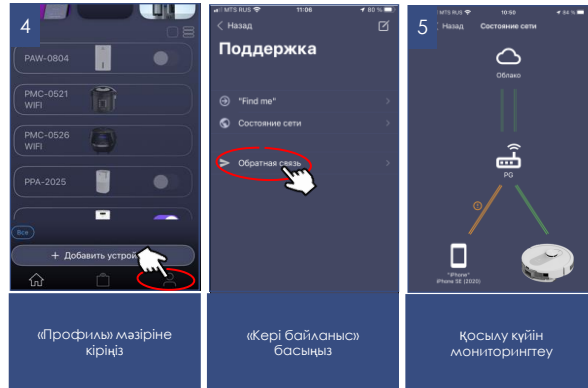 4
PAW-0804
PMC-0521
WIFI
PMC-0526
WIFI
PPA-2025
Все
+ Добавить устрой
«Профиль» мәзіріне
кіріңіз
MTS RUS 11:06 80 %
Назад
Поддержка
"Find me"
Состояние сети
Обратная связь
«Кері байланыс»
басыңыз
5
MTS RUS 10:50 84 %
Назад Состояние сети
Облако
PG
"iPhone"
iPhone SE (2020)
Қосылу күйін
мониторингтеу